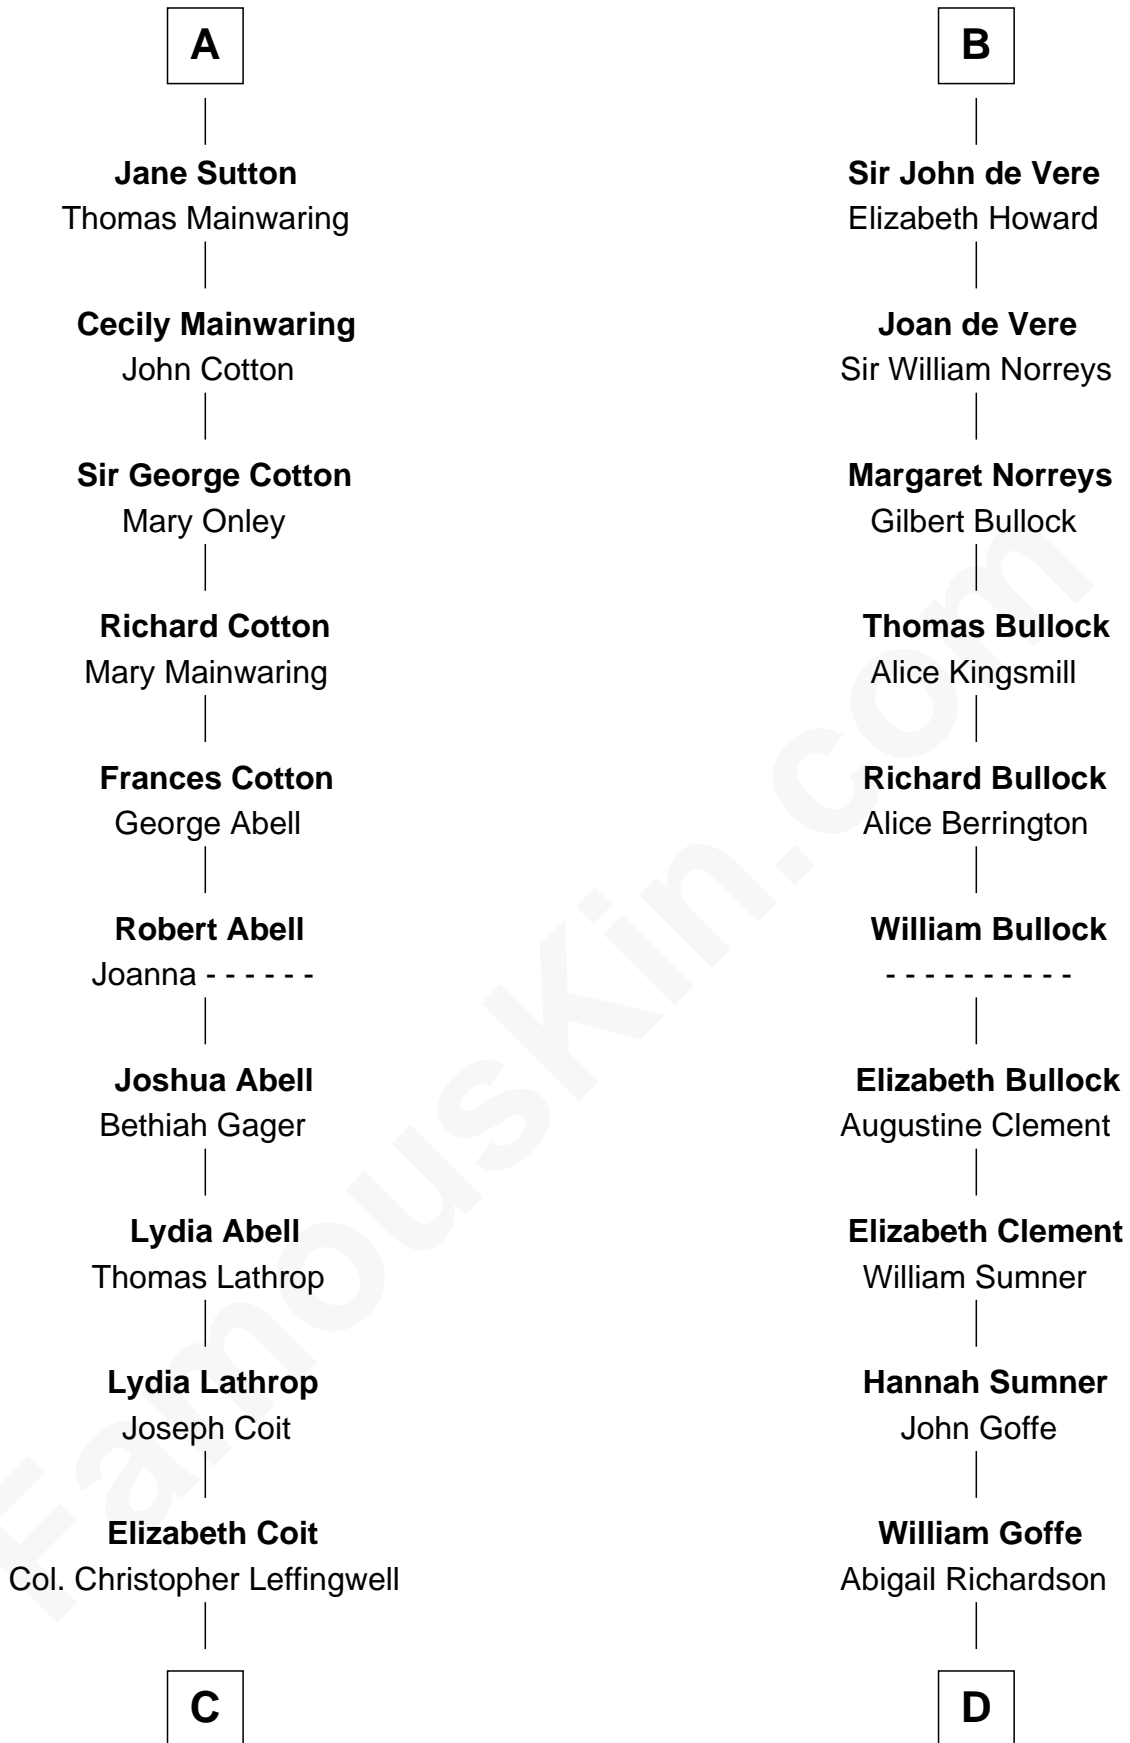 A
Jane Sutton
Thomas Mainwaring
Cecily Mainwaring
John Cotton
Sir George Cotton
Mary Onley
Richard Cotton
Mary Mainwaring
Frances Cotton
George Abell
Robert Abell
Joanna - - - - - -
Joshua Abell
Bethiah Gager
Lydia Abell
Thomas Lathrop
Lydia Lathrop
Joseph Coit
Elizabeth Coit
Col. Christopher Leffingwell
C
B
Sir John de Vere
Elizabeth Howard
Joan de Vere
Sir William Norreys
Margaret Norreys
Gilbert Bullock
Thomas Bullock
Alice Kingsmill
Richard Bullock
Alice Berrington
William Bullock
- - - - - - - - - -
Elizabeth Bullock
Augustine Clement
Elizabeth Clement
William Sumner
Hannah Sumner
John Goffe
William Goffe
Abigail Richardson
D
FamousKin.com